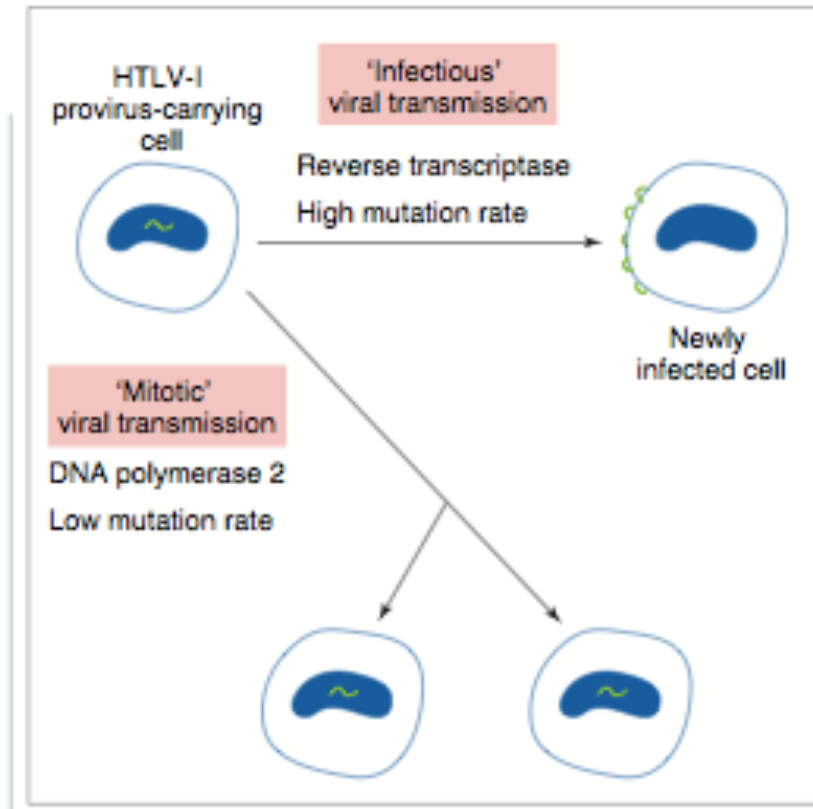 HTLV-I
provirus-carrying
cell
‘Infectious’
viral transmission
Reverse transcriptase
High mutation rate
Newly
infected cell
‘Mitotic’
viral transmission
DNA polymerase 2
Low mutation rate